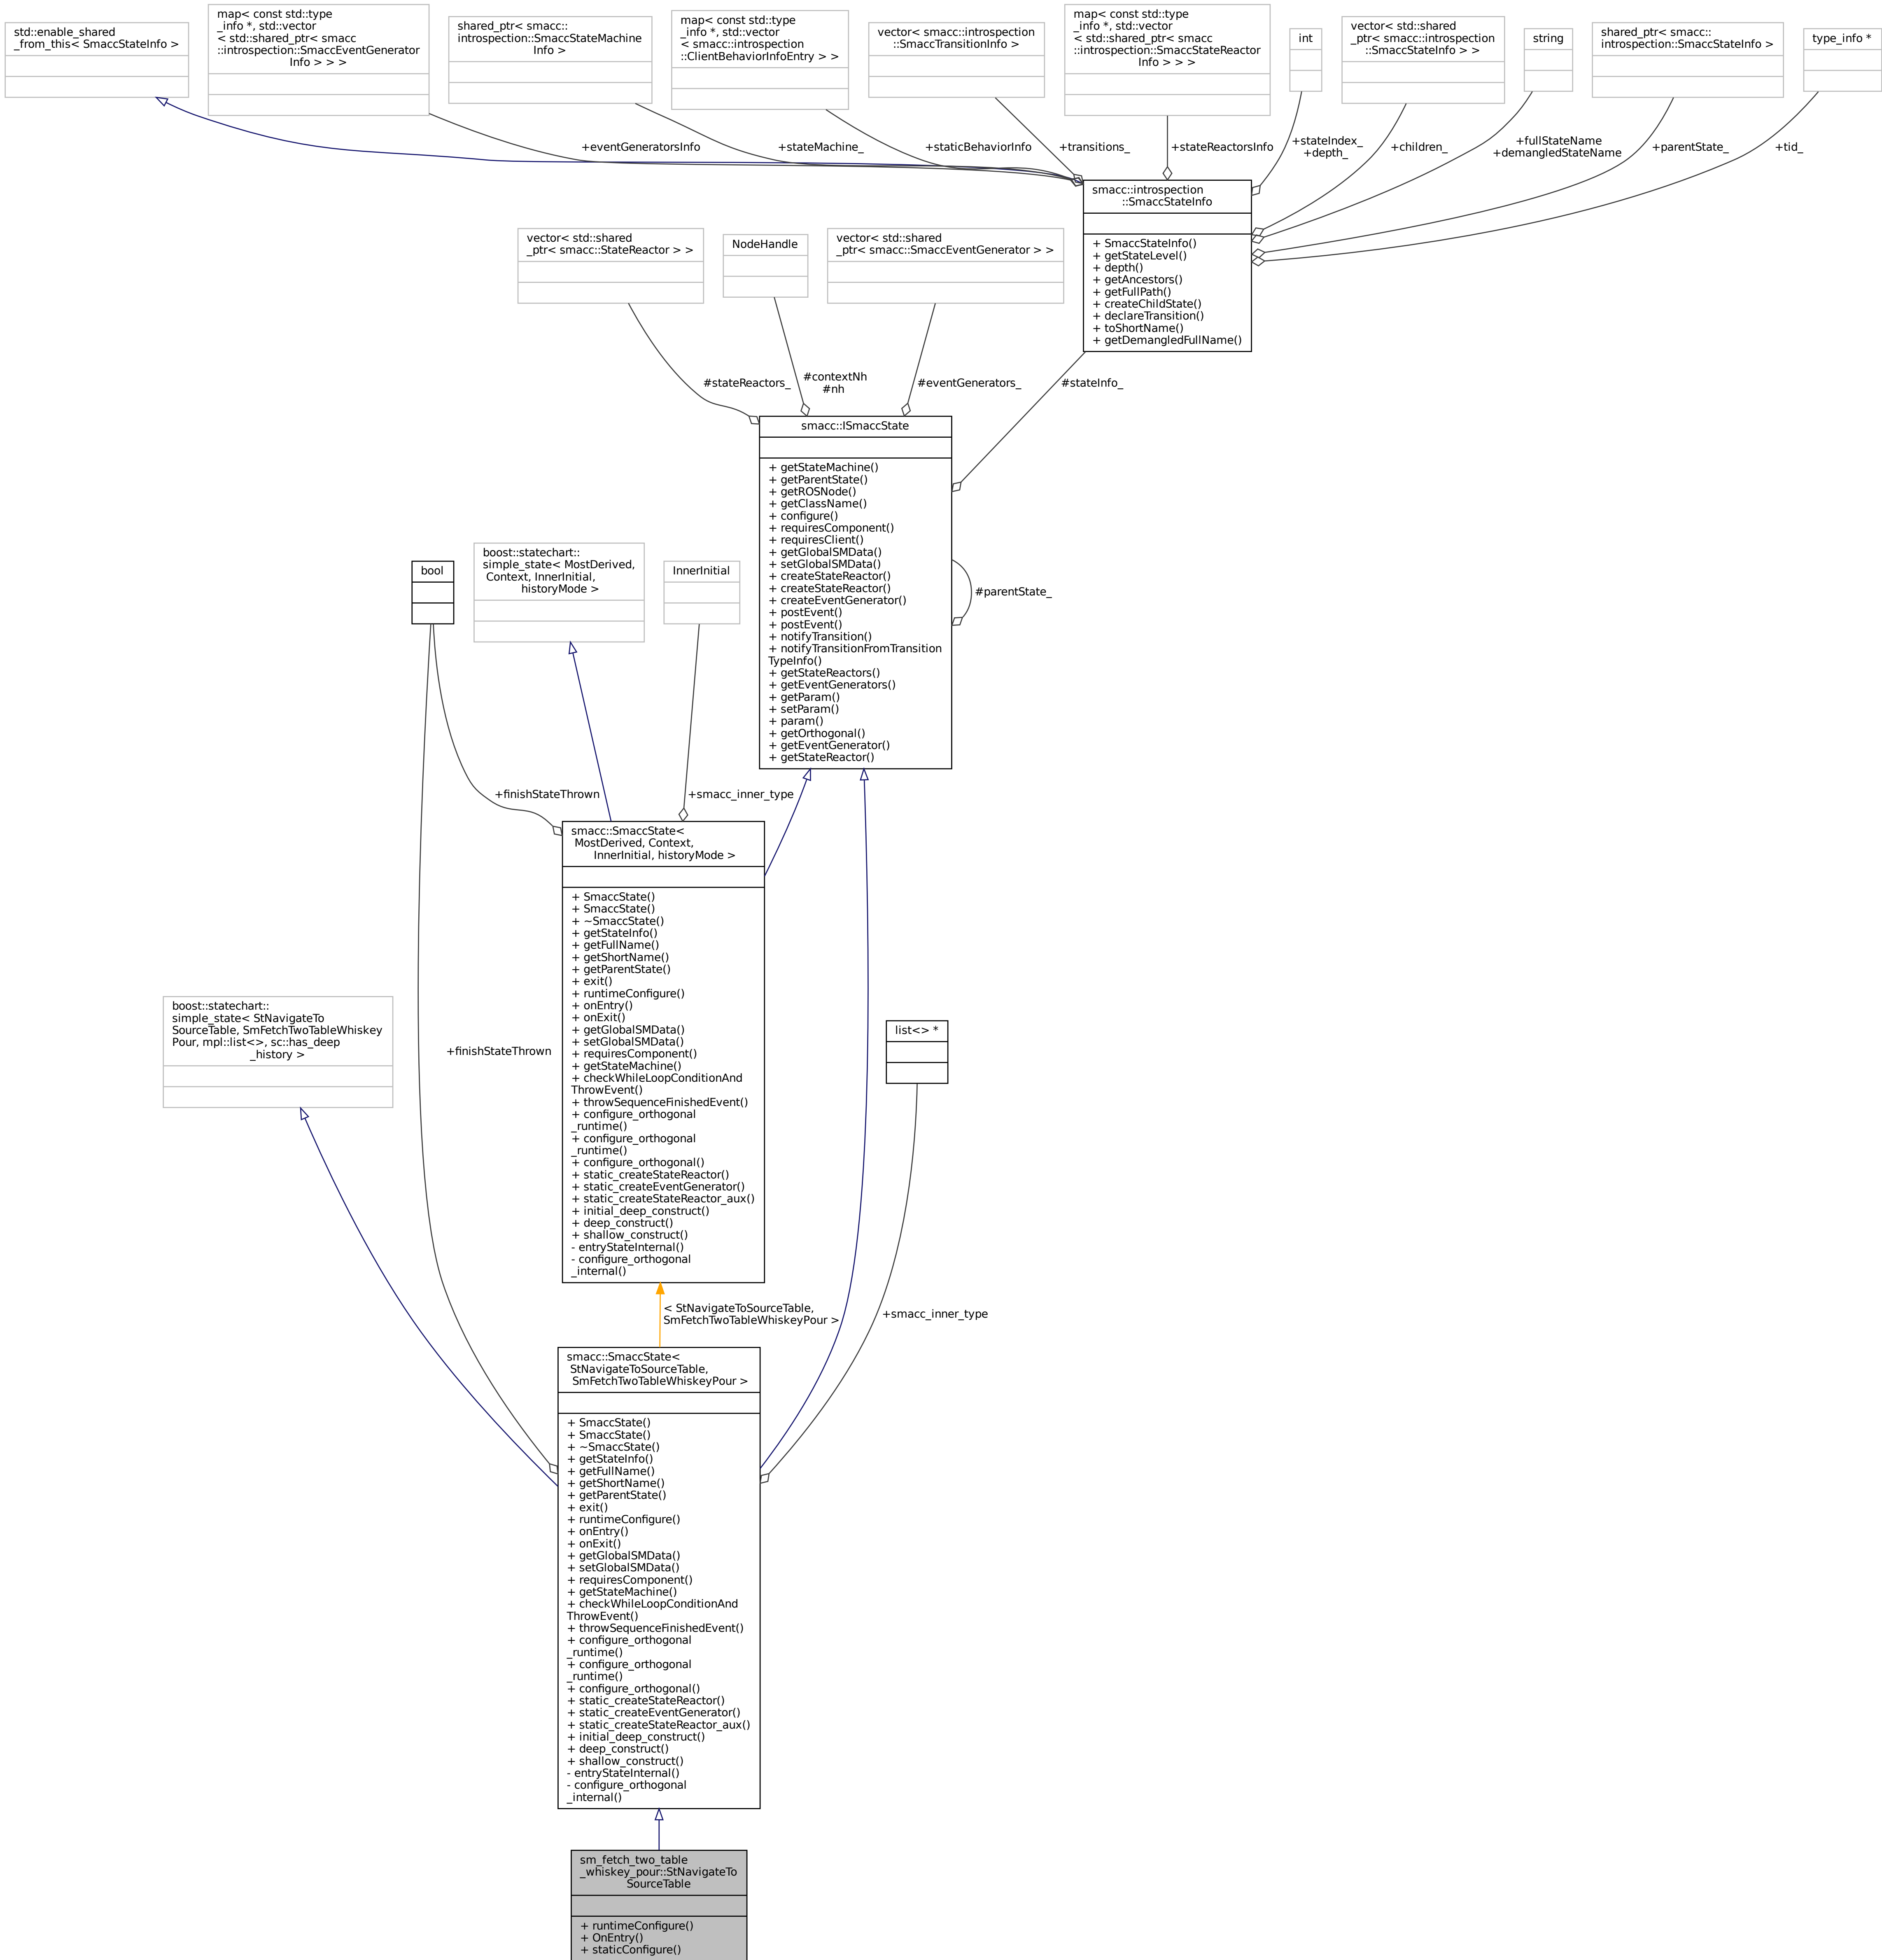 std::enable_shared
_from_this< SmaccStateInfo >
map< const std::type
_info *, std::vector
< std::shared_ptr< smacc
::introspection::SmaccEventGenerator
Info > > >
shared_ptr< smacc::
introspection::SmaccStateMachine
Info >
map< const std::type
_info *, std::vector
< smacc::introspection
::ClientBehaviorInfoEntry > >
vector< smacc::introspection
::SmaccTransitionInfo >
map< const std::type
_info *, std::vector
< std::shared_ptr< smacc
::introspection::SmaccStateReactor
Info > > >
int
vector< std::shared
_ptr< smacc::introspection
::SmaccStateInfo > >
string
shared_ptr< smacc::
introspection::SmaccStateInfo >
type_info *
+eventGeneratorsInfo
+stateMachine_
+staticBehaviorInfo
+transitions_
+stateReactorsInfo
+stateIndex_
+depth_
+children_
+fullStateName
+demangledStateName
+parentState_
+tid_
smacc::introspection
::SmaccStateInfo
+ SmaccStateInfo()
+ getStateLevel()
+ depth()
+ getAncestors()
+ getFullPath()
+ createChildState()
+ declareTransition()
+ toShortName()
+ getDemangledFullName()
vector< std::shared
_ptr< smacc::StateReactor > >
NodeHandle
vector< std::shared
_ptr< smacc::SmaccEventGenerator > >
#stateReactors_
#contextNh
#nh
#eventGenerators_
#stateInfo_
smacc::ISmaccState
+ getStateMachine()
+ getParentState()
+ getROSNode()
+ getClassName()
+ configure()
+ requiresComponent()
+ requiresClient()
+ getGlobalSMData()
+ setGlobalSMData()
+ createStateReactor()
+ createStateReactor()
+ createEventGenerator()
+ postEvent()
+ postEvent()
+ notifyTransition()
+ notifyTransitionFromTransition
TypeInfo()
+ getStateReactors()
+ getEventGenerators()
+ getParam()
+ setParam()
+ param()
+ getOrthogonal()
+ getEventGenerator()
+ getStateReactor()
#parentState_
bool
boost::statechart::
simple_state< MostDerived,
Context, InnerInitial,
historyMode >
InnerInitial
+finishStateThrown
+smacc_inner_type
smacc::SmaccState<
MostDerived, Context,
InnerInitial, historyMode >
+ SmaccState()
+ SmaccState()
+ ~SmaccState()
+ getStateInfo()
+ getFullName()
+ getShortName()
+ getParentState()
+ exit()
+ runtimeConfigure()
+ onEntry()
+ onExit()
+ getGlobalSMData()
+ setGlobalSMData()
+ requiresComponent()
+ getStateMachine()
+ checkWhileLoopConditionAnd
ThrowEvent()
+ throwSequenceFinishedEvent()
+ configure_orthogonal
_runtime()
+ configure_orthogonal
_runtime()
+ configure_orthogonal()
+ static_createStateReactor()
+ static_createEventGenerator()
+ static_createStateReactor_aux()
+ initial_deep_construct()
+ deep_construct()
+ shallow_construct()
- entryStateInternal()
- configure_orthogonal
_internal()
boost::statechart::
simple_state< StNavigateTo
SourceTable, SmFetchTwoTableWhiskey
Pour, mpl::list<>, sc::has_deep
_history >
+finishStateThrown
list<> *
< StNavigateToSourceTable,
SmFetchTwoTableWhiskeyPour >
+smacc_inner_type
smacc::SmaccState<
StNavigateToSourceTable,
SmFetchTwoTableWhiskeyPour >
+ SmaccState()
+ SmaccState()
+ ~SmaccState()
+ getStateInfo()
+ getFullName()
+ getShortName()
+ getParentState()
+ exit()
+ runtimeConfigure()
+ onEntry()
+ onExit()
+ getGlobalSMData()
+ setGlobalSMData()
+ requiresComponent()
+ getStateMachine()
+ checkWhileLoopConditionAnd
ThrowEvent()
+ throwSequenceFinishedEvent()
+ configure_orthogonal
_runtime()
+ configure_orthogonal
_runtime()
+ configure_orthogonal()
+ static_createStateReactor()
+ static_createEventGenerator()
+ static_createStateReactor_aux()
+ initial_deep_construct()
+ deep_construct()
+ shallow_construct()
- entryStateInternal()
- configure_orthogonal
_internal()
sm_fetch_two_table
_whiskey_pour::StNavigateTo
SourceTable
+ runtimeConfigure()
+ OnEntry()
+ staticConfigure()